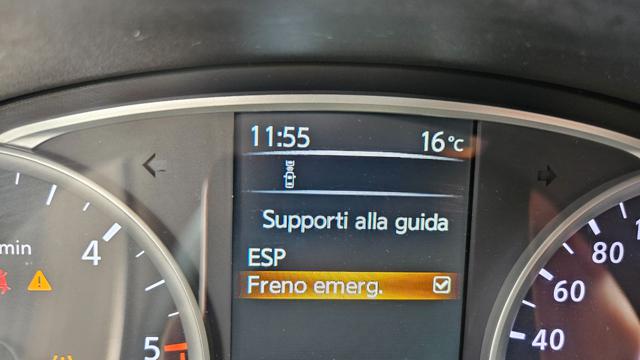 11:55 16°C
Supporti alla guida
ESP
Freno emerg.
min
4
5
80
60
40